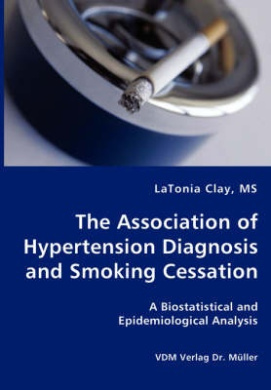 LaTonia Clay, MS
The Association of
Hypertension Diagnosis
and Smoking Cessation
A Biostatistical and
Epidemiological Analysis
VDM Verlag Dr. Müller